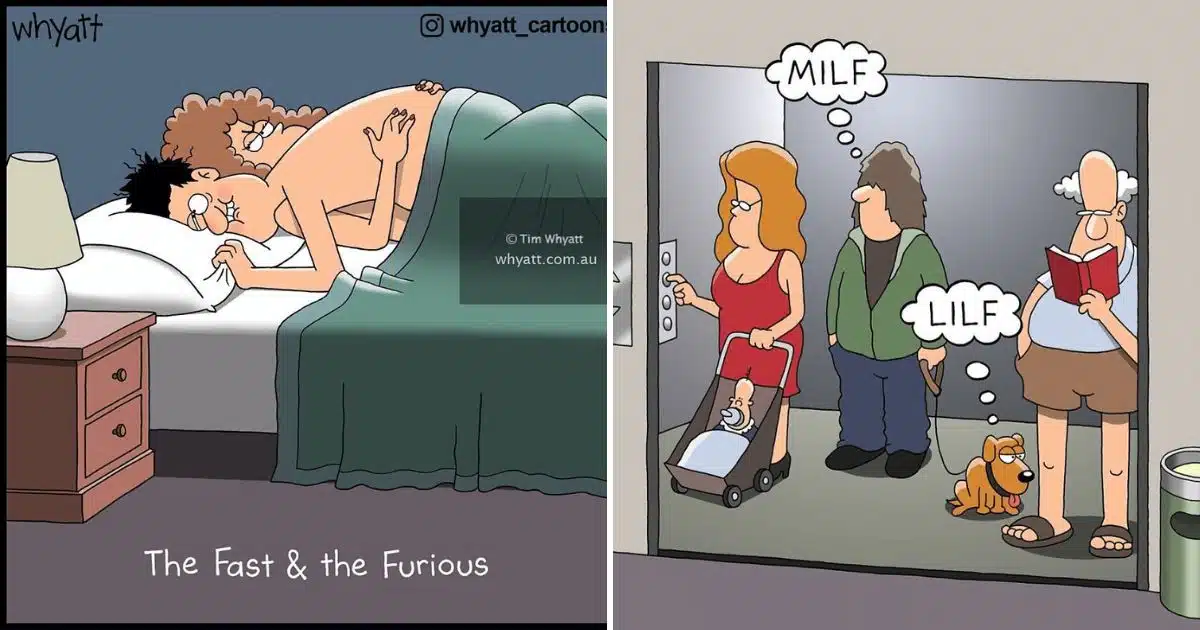 whyatt
whyatt_cartoons
© Tim Whyatt
whyatt.com.au
The Fast & the Furious
MILF
LILF